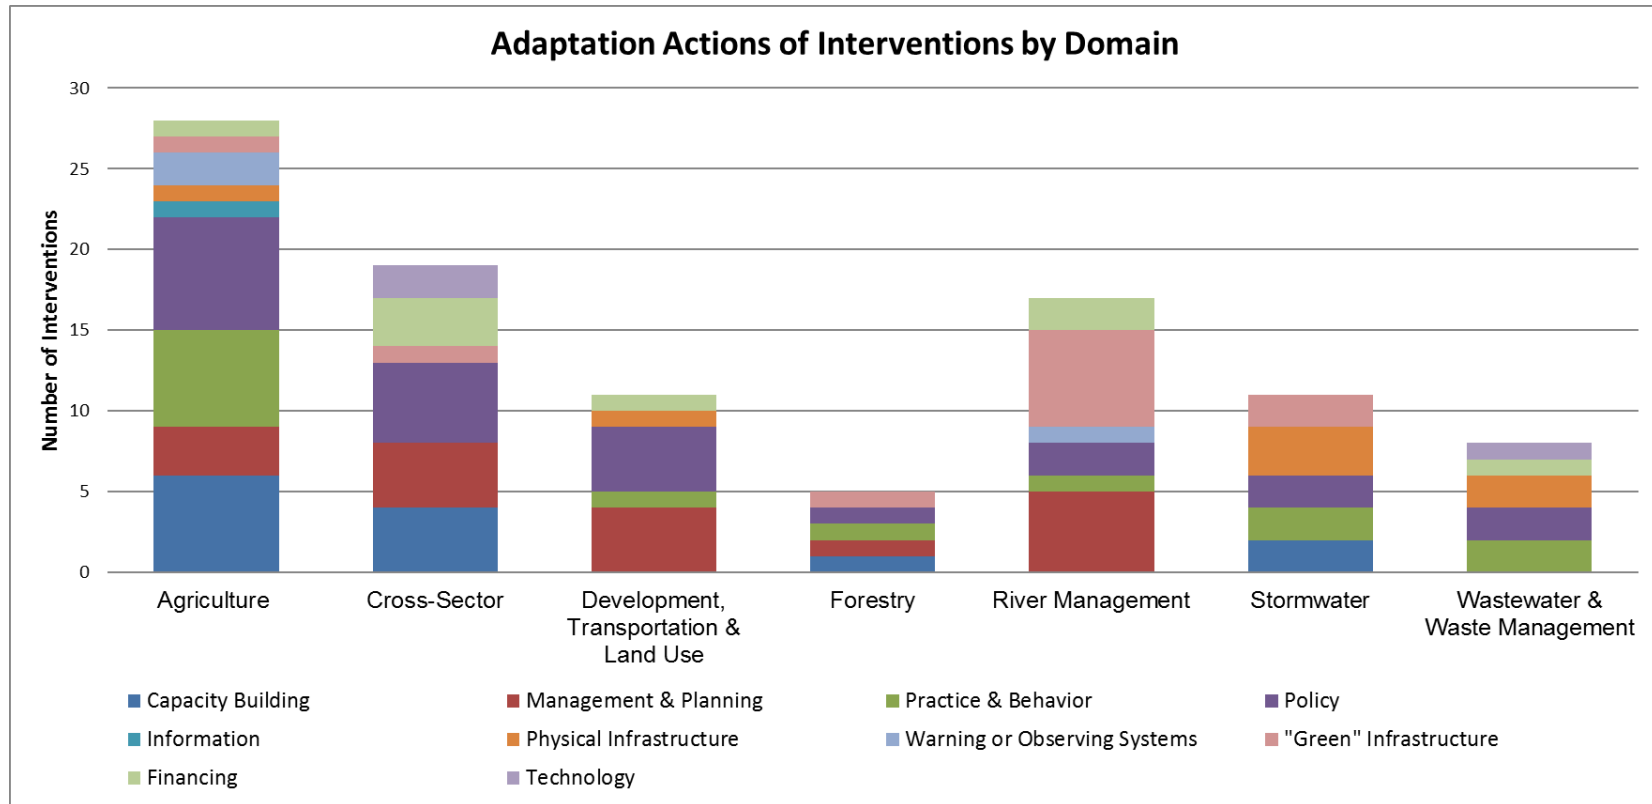 Adaptation Actions of Interventions by Domain
Number of Interventions
30
25
20
15
10
5
0
Agriculture
Cross-Sector
Development,
Transportation &
Land Use
Forestry
River Management
Stormwater
Wastewater &
Waste Management
Capacity Building
Management & Planning
Practice & Behavior
Policy
Information
Physical Infrastructure
Warning or Observing Systems
"Green" Infrastructure
Financing
Technology